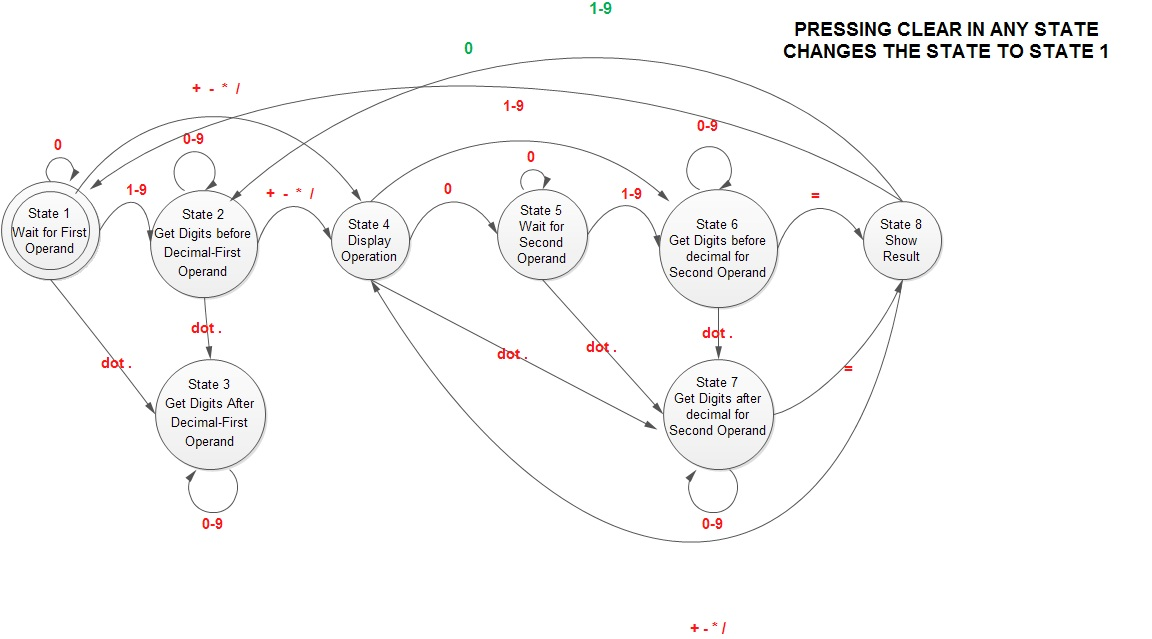 1-9
PRESSING CLEAR IN ANY STATE
CHANGES THE STATE TO STATE 1
0
+ - * /
1-9
0-9
0
0-9
0
1-9
+ - * /
0
1-9
=
State 1
Wait for First
Operand
State 2
Get Digits before
Decimal-First
Operand
State 4
Display
Operation
State 5
Wait for
Second
Operand
State 6
Get Digits before
decimal for
Second Operand
State 8
Show
Result
dot .
dot .
dot .
dot .
dot .
=
State 3
Get Digits After
Decimal-First
Operand
State 7
Get Digits after
decimal for
Second Operand
0-9
0-9
+ - * /